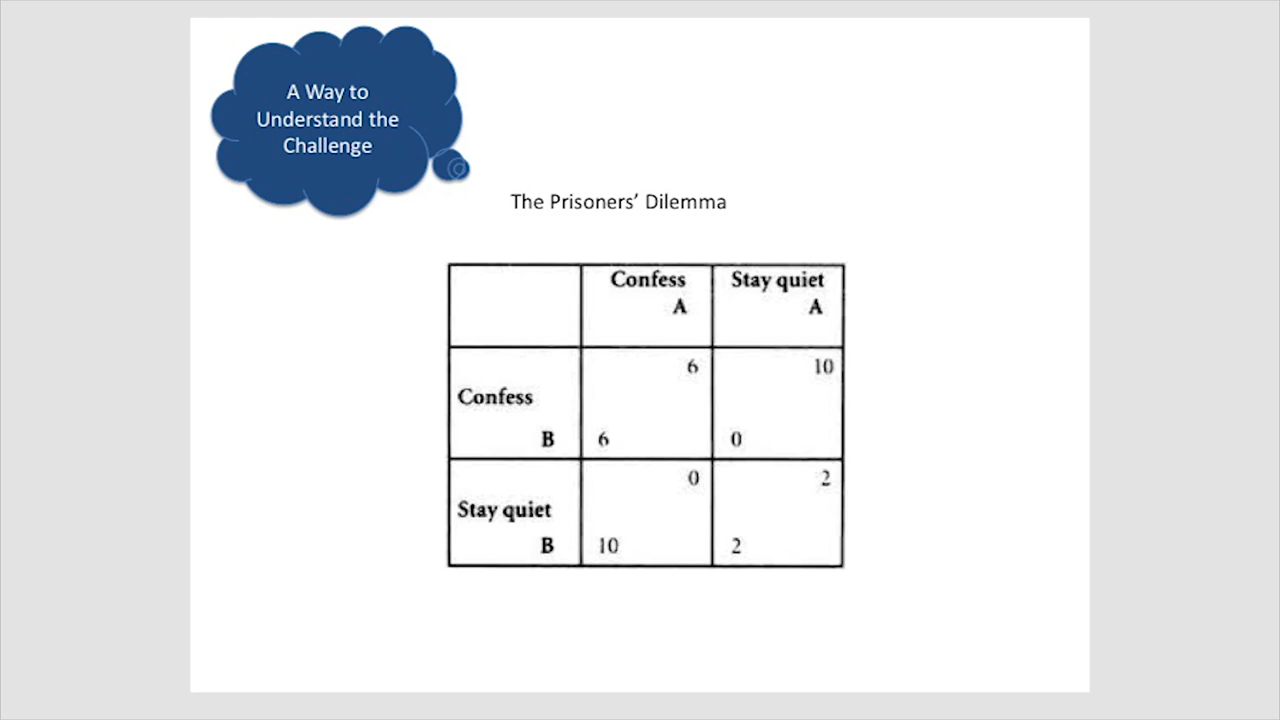 A Way to
Understand the
Challenge
The Prisoners’ Dilemma
Confess Stay quiet
A A
6 10
Confess
B 6 0
0 2
Stay quiet
B 10 2